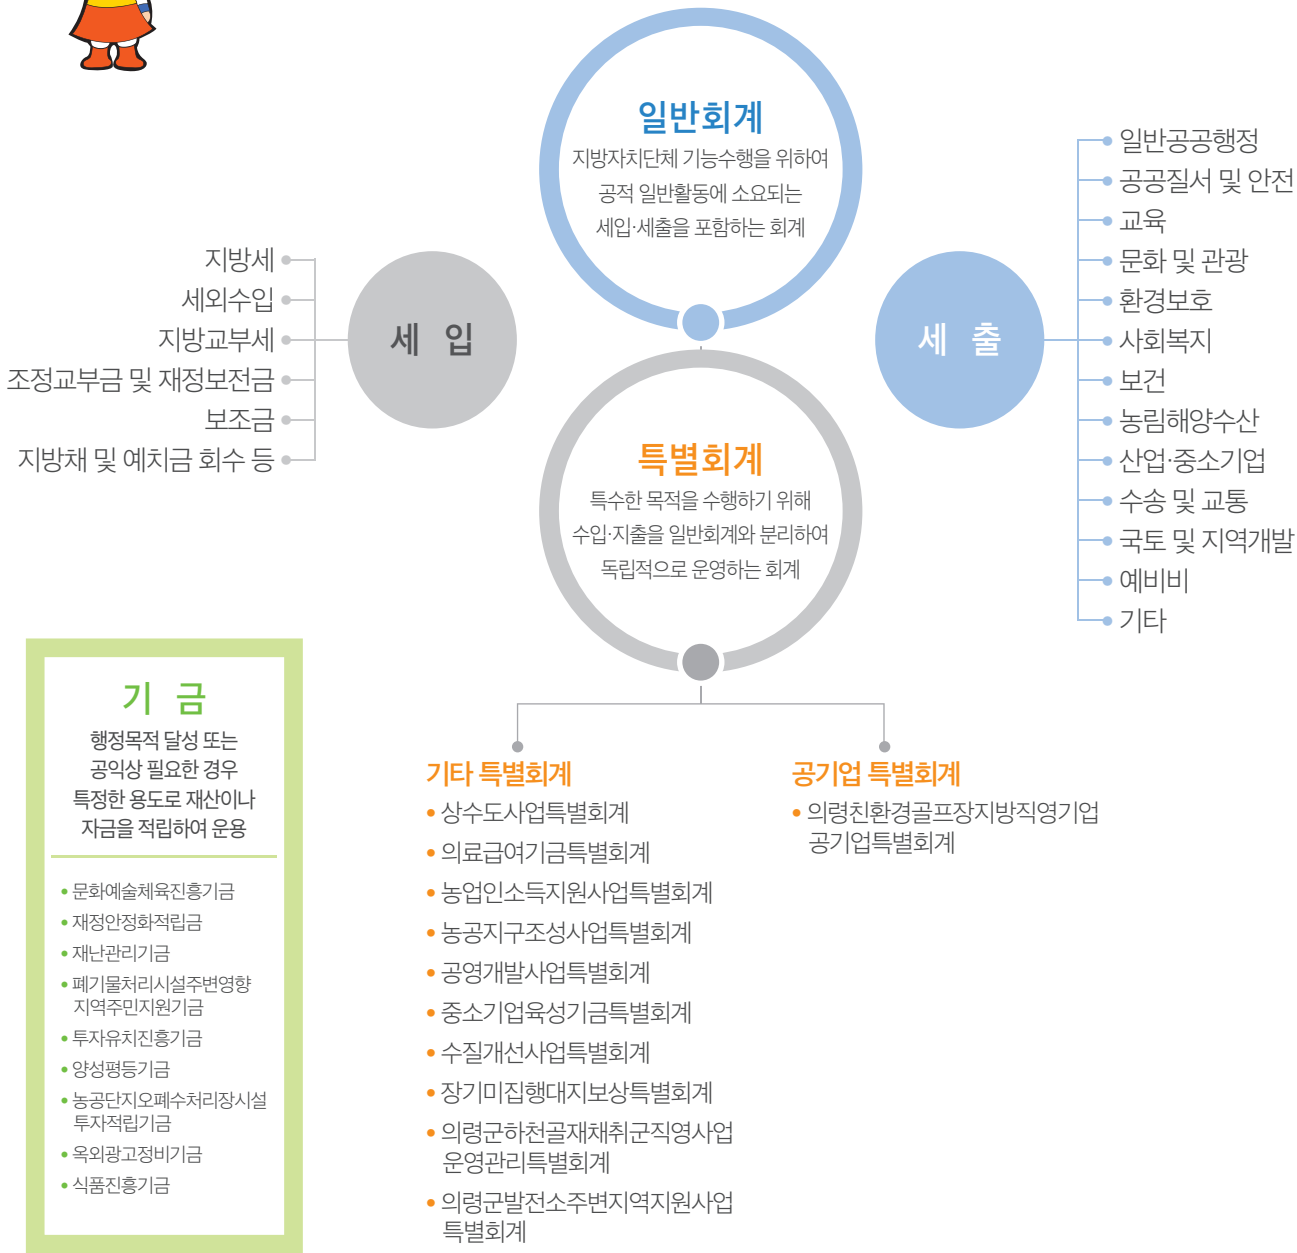 일반회계
지방자치단체 기능수행을 위하여
공적 일반활동에 소요되는
세입·세출을 포함하는 회계
지방세
세외수입
지방교부세
조정교부금 및 재정보전금
보조금
지방채 및 예치금 회수 등
세 입
세 출
일반공공행정
공공질서 및 안전
교육
문화 및 관광
환경보호
사회복지
보건
농림해양수산
산업·중소기업
수송 및 교통
국토 및 지역개발
예비비
기타
특별회계
특수한 목적을 수행하기 위해
수입·지출을 일반회계와 분리하여
독립적으로 운영하는 회계
기 금
행정목적 달성 또는
공익상 필요한 경우
특정한 용도로 재산이나
자금을 적립하여 운용
• 문화예술체육진흥기금
• 재정안정화적립금
• 재난관리기금
• 폐기물처리시설주변영향
지역주민지원기금
• 투자유치진흥기금
• 양성평등기금
• 농공단지오폐수처리장시설
투자적립기금
• 옥외광고정비기금
• 식품진흥기금
기타 특별회계
• 상수도사업특별회계
• 의료급여기금특별회계
• 농업인소득지원사업특별회계
• 농공지구조성사업특별회계
• 공영개발사업특별회계
• 중소기업육성기금특별회계
• 수질개선사업특별회계
• 장기미집행대지보상특별회계
• 의령군하천골재채취군직영사업
운영관리특별회계
• 의령군발전소주변지역지원사업
특별회계
공기업 특별회계
• 의령친환경골프장지방직영기업
공기업특별회계